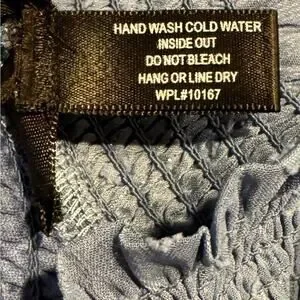 HAND WASH COLD WATER
INSIDE OUT
DO NOT BLEACH
HANG OR LINE DRY
WPL#10167